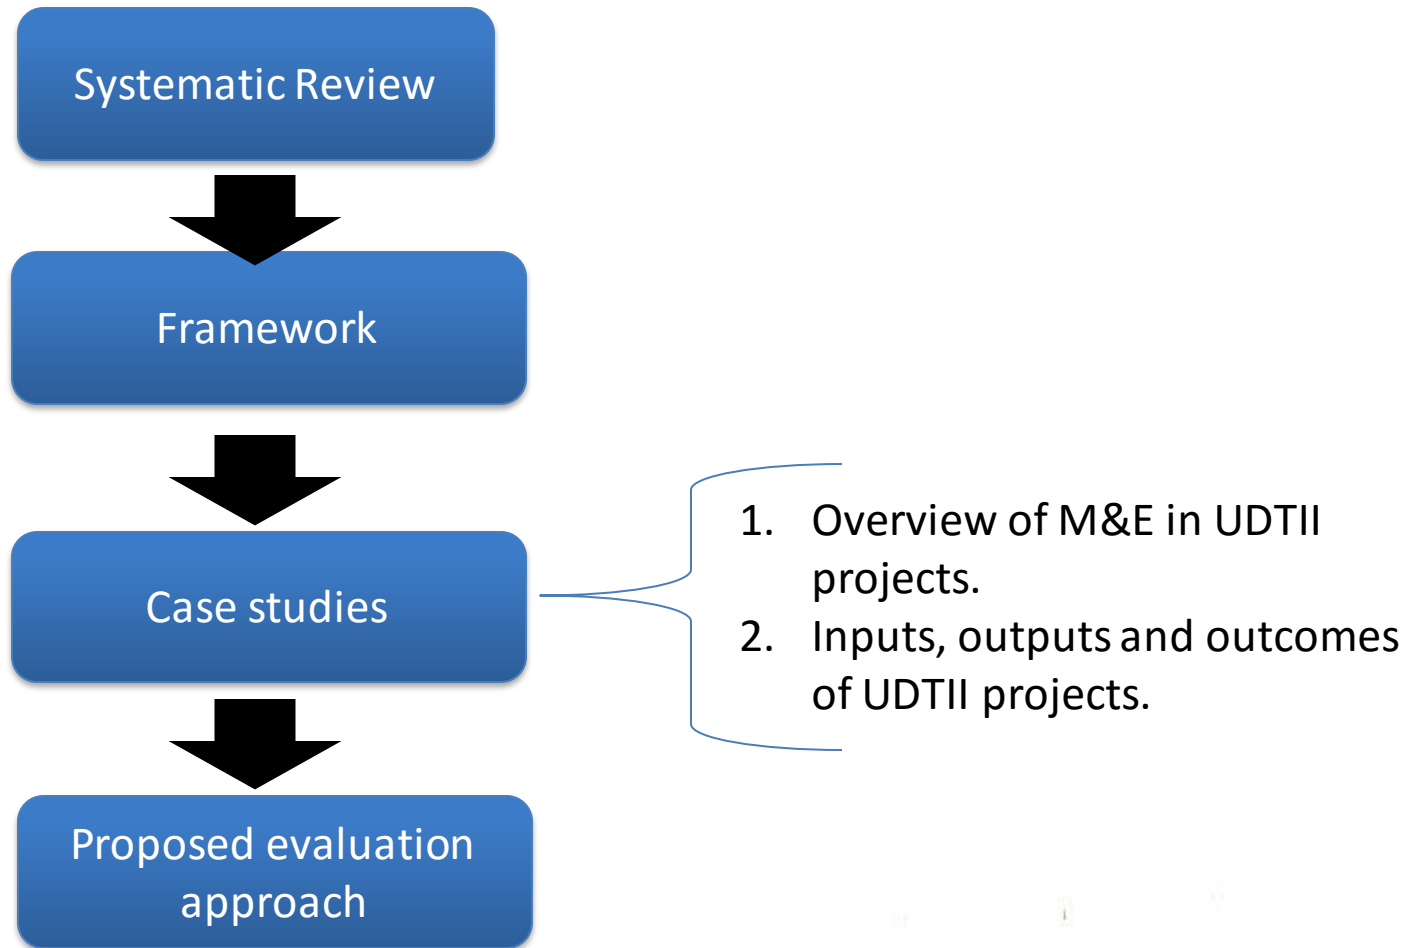 Systematic Review
Framework
Case studies
1. Overview of M&E in UDTII
projects.
2. Inputs, outputs and outcomes
of UDTII projects.
Proposed evaluation
approach